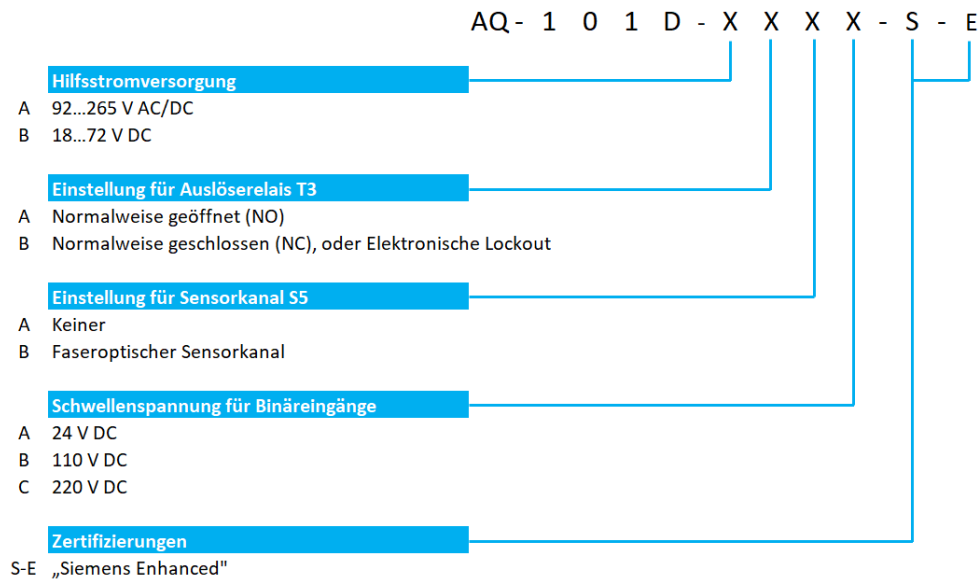 AQ - 1 0 1 D - X X X X - S - E
Hilfsstromversorgung
A 92...265 V AC/DC
B 18...72 V DC
Einstellung für Auslöserelais T3
A Normalweise geöffnet (NO)
B Normalweise geschlossen (NC), oder Elektronische Lockout
Einstellung für Sensorkanal S5
A Keiner
B Faseroptischer Sensorkanal
Schwellenspannung für Binäreingänge
A 24 V DC
B 110 V DC
C 220 V DC
Zertifizierungen
S-E „Siemens Enhanced"